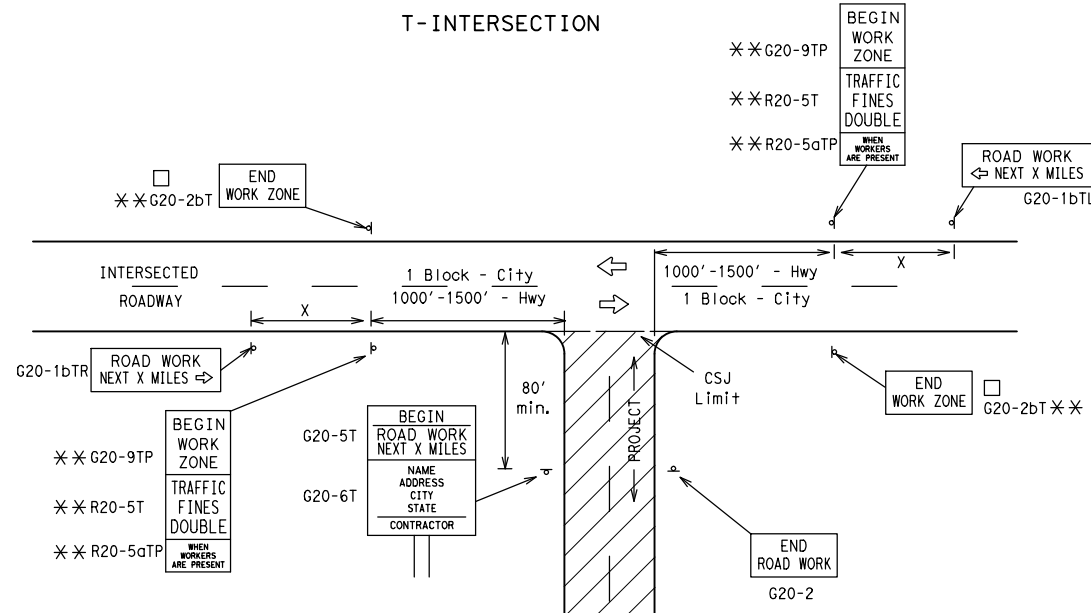 T-INTERSECTION
BEGIN
WORK
ZONE
**G20-9TP
TRAFFIC
FINES
DOUBLE
**R20-5T
WHEN
WORKERS
ARE PRESENT
**R20-5aTP
ROAD WORK
⇦ NEXT X MILES
G20-1bTL
□
**G20-2bT
END
WORK ZONE
INTERSECTED
ROADWAY
1 Block - City
1000'-1500' - Hwy
1000'-1500' - Hwy
1 Block - City
X
X
G20-1bTR
ROAD WORK
NEXT X MILES ⇨
80'
min.
CSJ
Limit
PROJECT
END
WORK ZONE
□
G20-2bT**
BEGIN
WORK
ZONE
**G20-9TP
TRAFFIC
FINES
DOUBLE
**R20-5T
WHEN
WORKERS
ARE PRESENT
**R20-5aTP
G20-5T
BEGIN
ROAD WORK
NEXT X MILES
G20-6T
NAME
ADDRESS
CITY
STATE
CONTRACTOR
END
ROAD WORK
G20-2